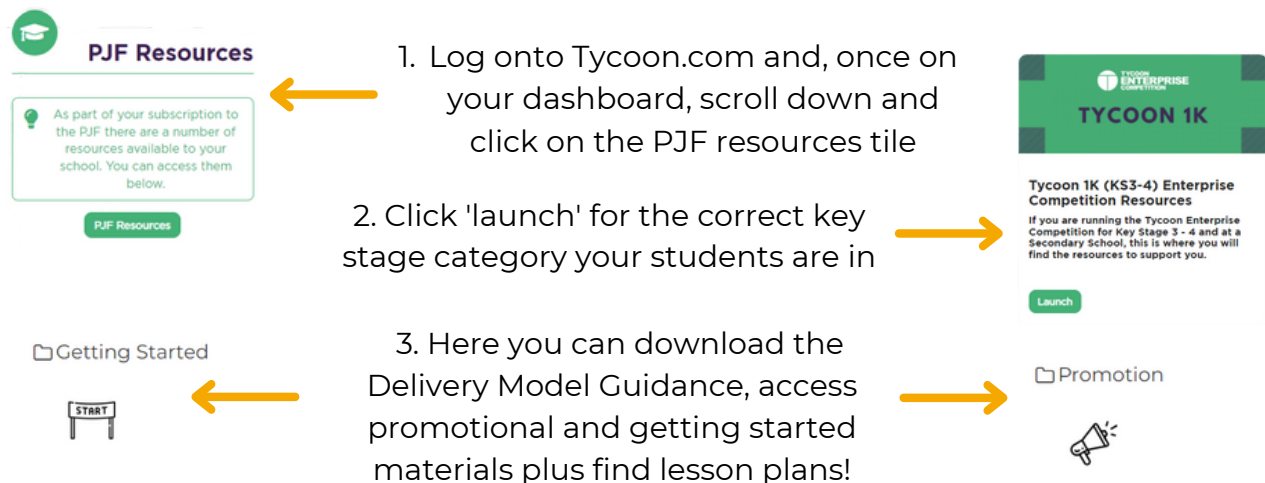 PJF Resources
As part of your subscription to
the PJF there are a number of
resources available to your
school. You can access them
below.
PJF Resources
1. Log onto Tycoon.com and, once on
your dashboard, scroll down and
click on the PJF resources tile
TYCOON
ENTERPRISE
COMPETITION
TYCOON 1K
Tycoon 1K (KS3-4) Enterprise
Competition Resources
If you are running the Tycoon Enterprise
Competition for Key Stage 3 - 4 and at a
Secondary School, this is where you will
find the resources to support you.
Launch
2. Click 'launch' for the correct key
stage category your students are in
Getting Started
START
3. Here you can download the
Delivery Model Guidance, access
promotional and getting started
materials plus find lesson plans!
Promotion